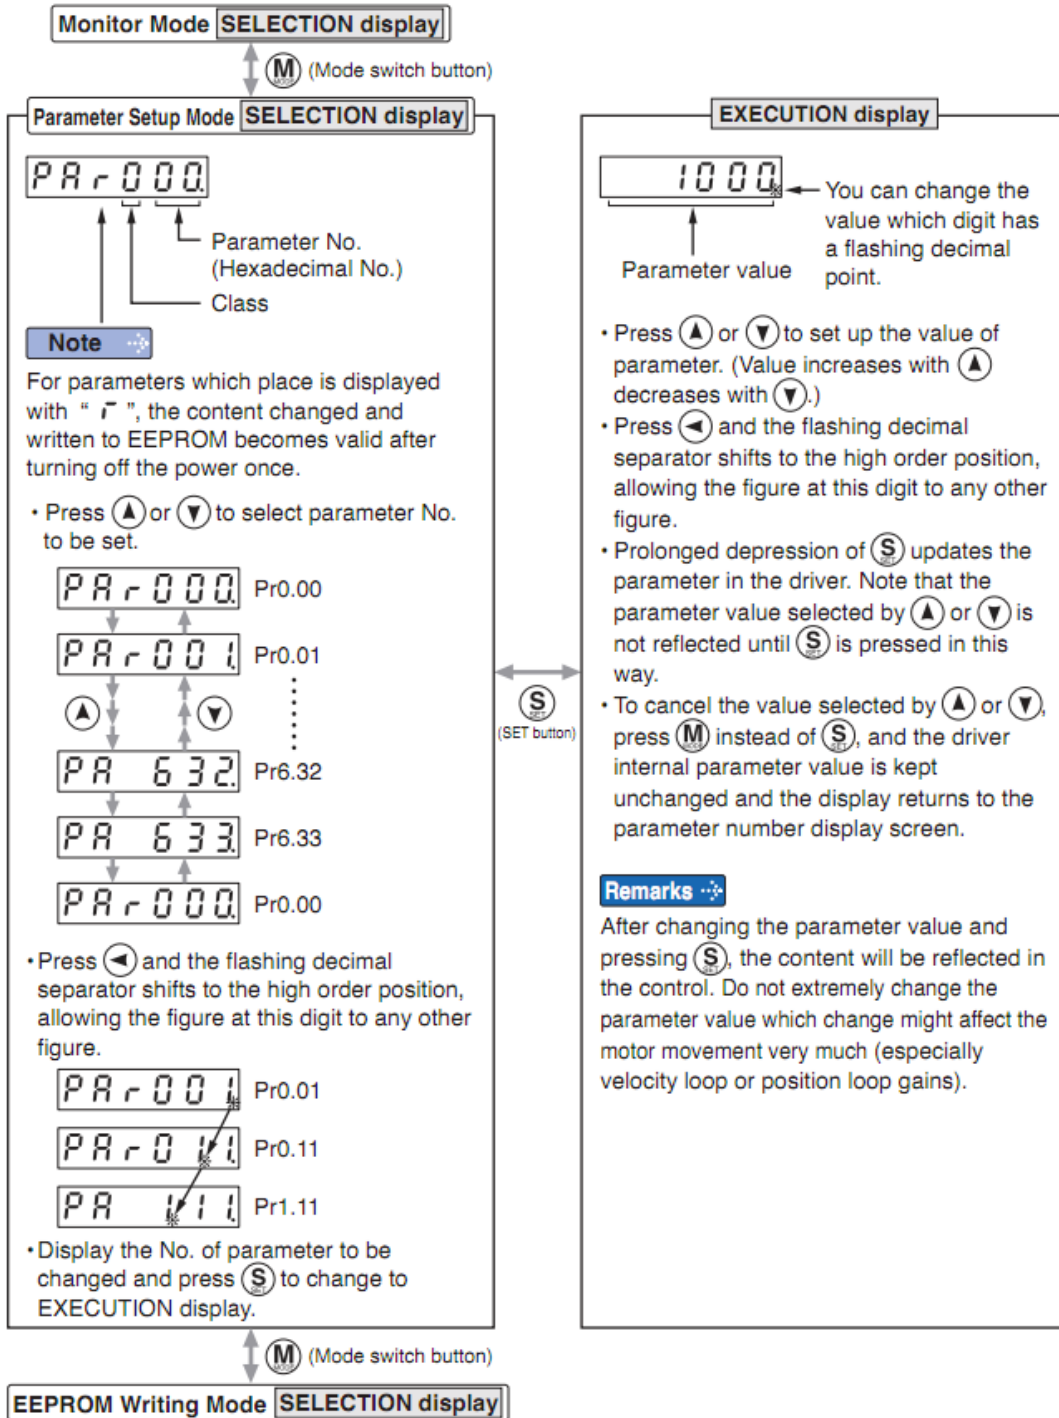 Monitor Mode SELECTION display
M MODE (Mode switch button)
Parameter Setup Mode SELECTION display
PAr000.
Parameter No.
(Hexadecimal No.)
Class
Note
For parameters which place is displayed
with “ r ”, the content changed and
written to EEPROM becomes valid after
turning off the power once.
• Press ▲ or ▼ to select parameter No.
to be set.
PAr000. Pr0.00
PAr001. Pr0.01
▲ ▼
PA 632. Pr6.32
PA 633. Pr6.33
PAr000. Pr0.00
• Press ◀ and the flashing decimal
separator shifts to the high order position,
allowing the figure at this digit to any other
figure.
PAr001. Pr0.01
PAr01.1. Pr0.11
PA 1.11. Pr1.11
• Display the No. of parameter to be
changed and press S SET to change to
EXECUTION display.
S SET
(SET button)
EXECUTION display
1000.
Parameter value
You can change the
value which digit has
a flashing decimal
point.
• Press ▲ or ▼ to set up the value of
parameter. (Value increases with ▲
decreases with ▼.)
• Press ◀ and the flashing decimal
separator shifts to the high order position,
allowing the figure at this digit to any other
figure.
• Prolonged depression of S SET updates the
parameter in the driver. Note that the
parameter value selected by ▲ or ▼ is
not reflected until S SET is pressed in this
way.
• To cancel the value selected by ▲ or ▼,
press M MODE instead of S SET, and the driver
internal parameter value is kept
unchanged and the display returns to the
parameter number display screen.
Remarks
After changing the parameter value and
pressing S SET, the content will be reflected in
the control. Do not extremely change the
parameter value which change might affect the
motor movement very much (especially
velocity loop or position loop gains).
M MODE (Mode switch button)
EEPROM Writing Mode SELECTION display